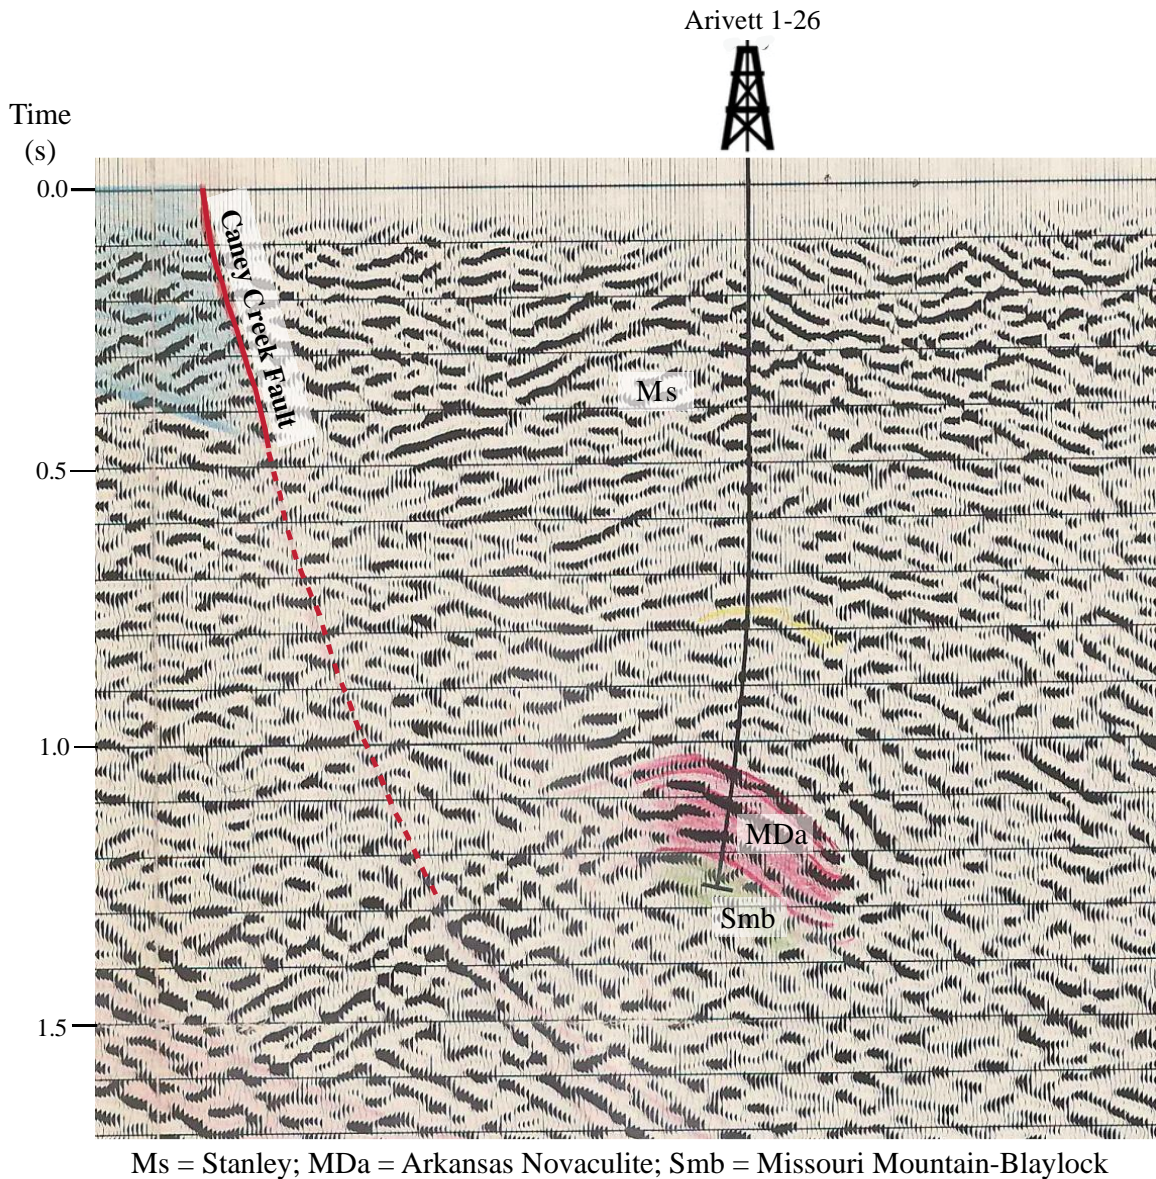 Arivett 1-26
Time
(s)
0.0
Caney Creek Fault
Ms
0.5
1.0
MDa
Smb
1.5
Ms = Stanley; MDa = Arkansas Novaculite; Smb = Missouri Mountain-Blaylock